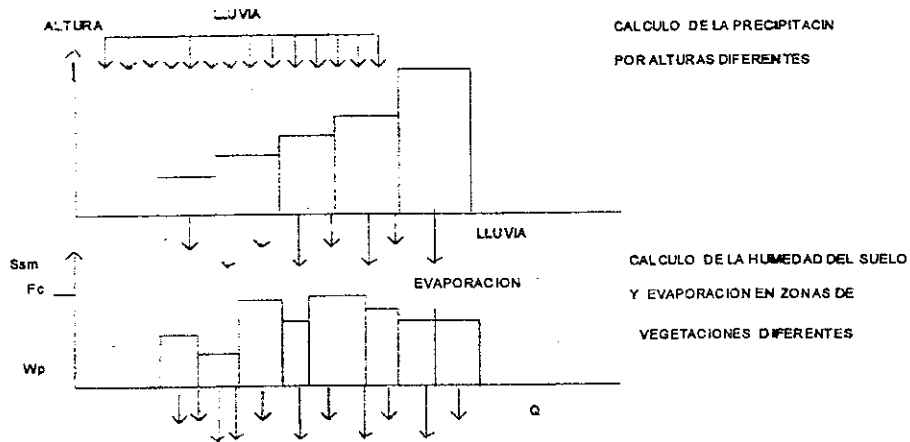 LLUVIA
ALTURA
CALCULO DE LA PRECIPITACIN
POR ALTURAS DIFERENTES
LLUVIA
Ssm
Fc
EVAPORACION
CALCULO DE LA HUMEDAD DEL SUELO
Y EVAPORACIÓN EN ZONAS DE
VEGETACIONES DIFERENTES
Wp
Q